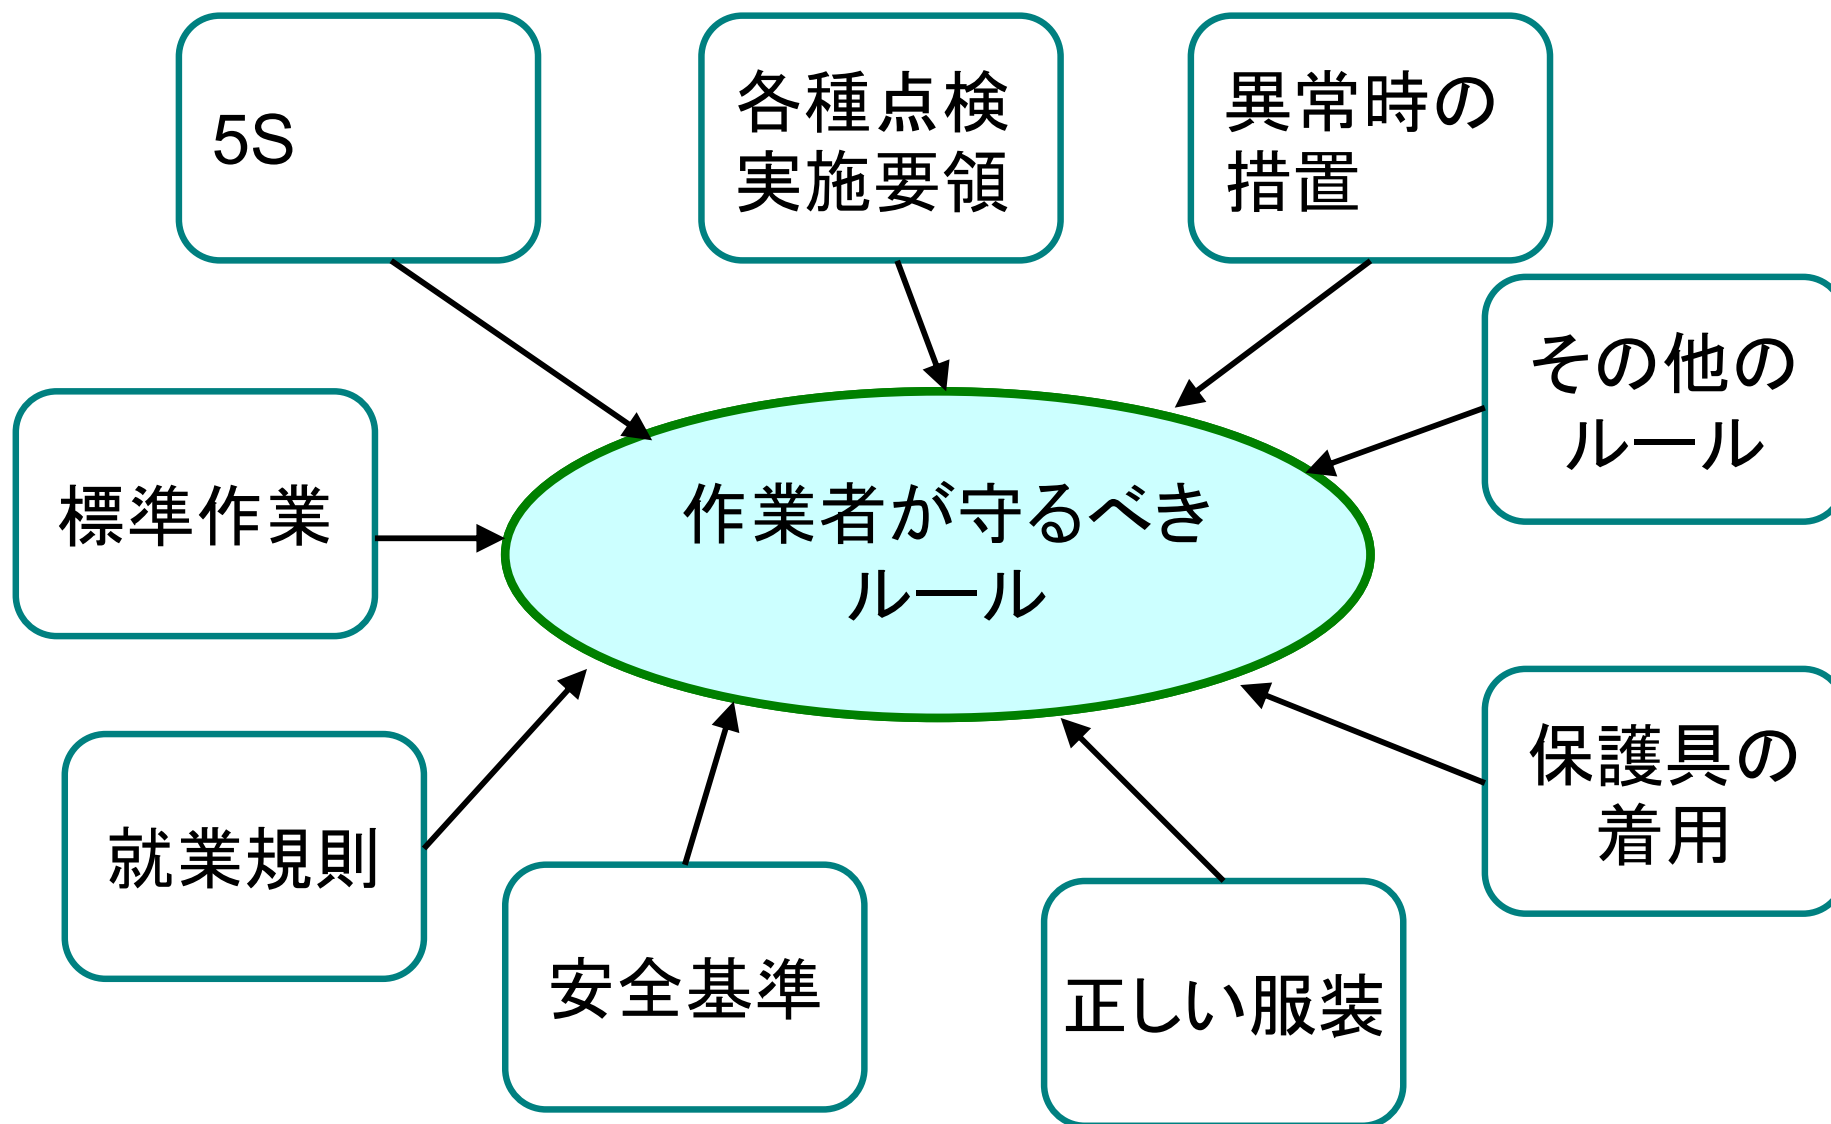 5S
各種点検
実施要領
異常時の
措置
その他の
ルール
標準作業
作業者が守るべき
ルール
保護具の
着用
就業規則
安全基準
正しい服装